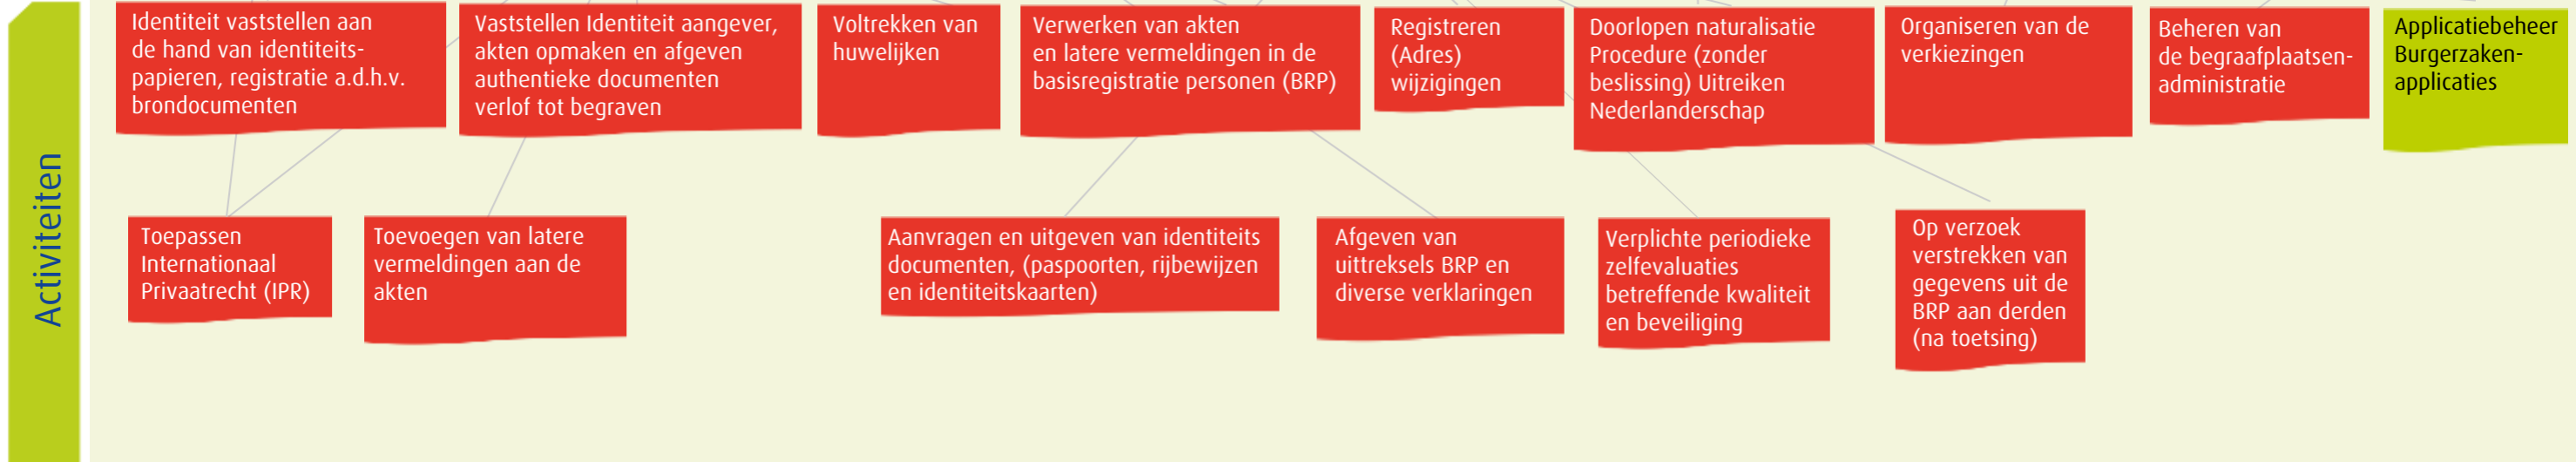 Activiteiten
Identiteit vaststellen aan
de hand van identiteits-
papieren, registratie a.d.h.v.
brondocumenten
Vaststellen Identiteit aangever,
akten opmaken en afgeven
authentieke documenten
verlof tot begraven
Voltrekken van
huwelijken
Verwerken van akten
en latere vermeldingen in de
basisregistratie personen (BRP)
Registreren
(Adres)
wijzigingen
Doorlopen naturalisatie
Procedure (zonder
beslissing) Uitreiken
Nederlanderschap
Organiseren van de
verkiezingen
Beheren van
de begraafplaatsen-
administratie
Applicatiebeheer
Burgerzaken-
applicaties
Toepassen
Internationaal
Privaatrecht (IPR)
Toevoegen van latere
vermeldingen aan de
akten
Aanvragen en uitgeven van identiteits
documenten, (paspoorten, rijbewijzen
en identiteitskaarten)
Afgeven van
uittreksels BRP en
diverse verklaringen
Verplichte periodieke
zelfevaluaties
betreffende kwaliteit
en beveiliging
Op verzoek
verstrekken van
gegevens uit de
BRP aan derden
(na toetsing)